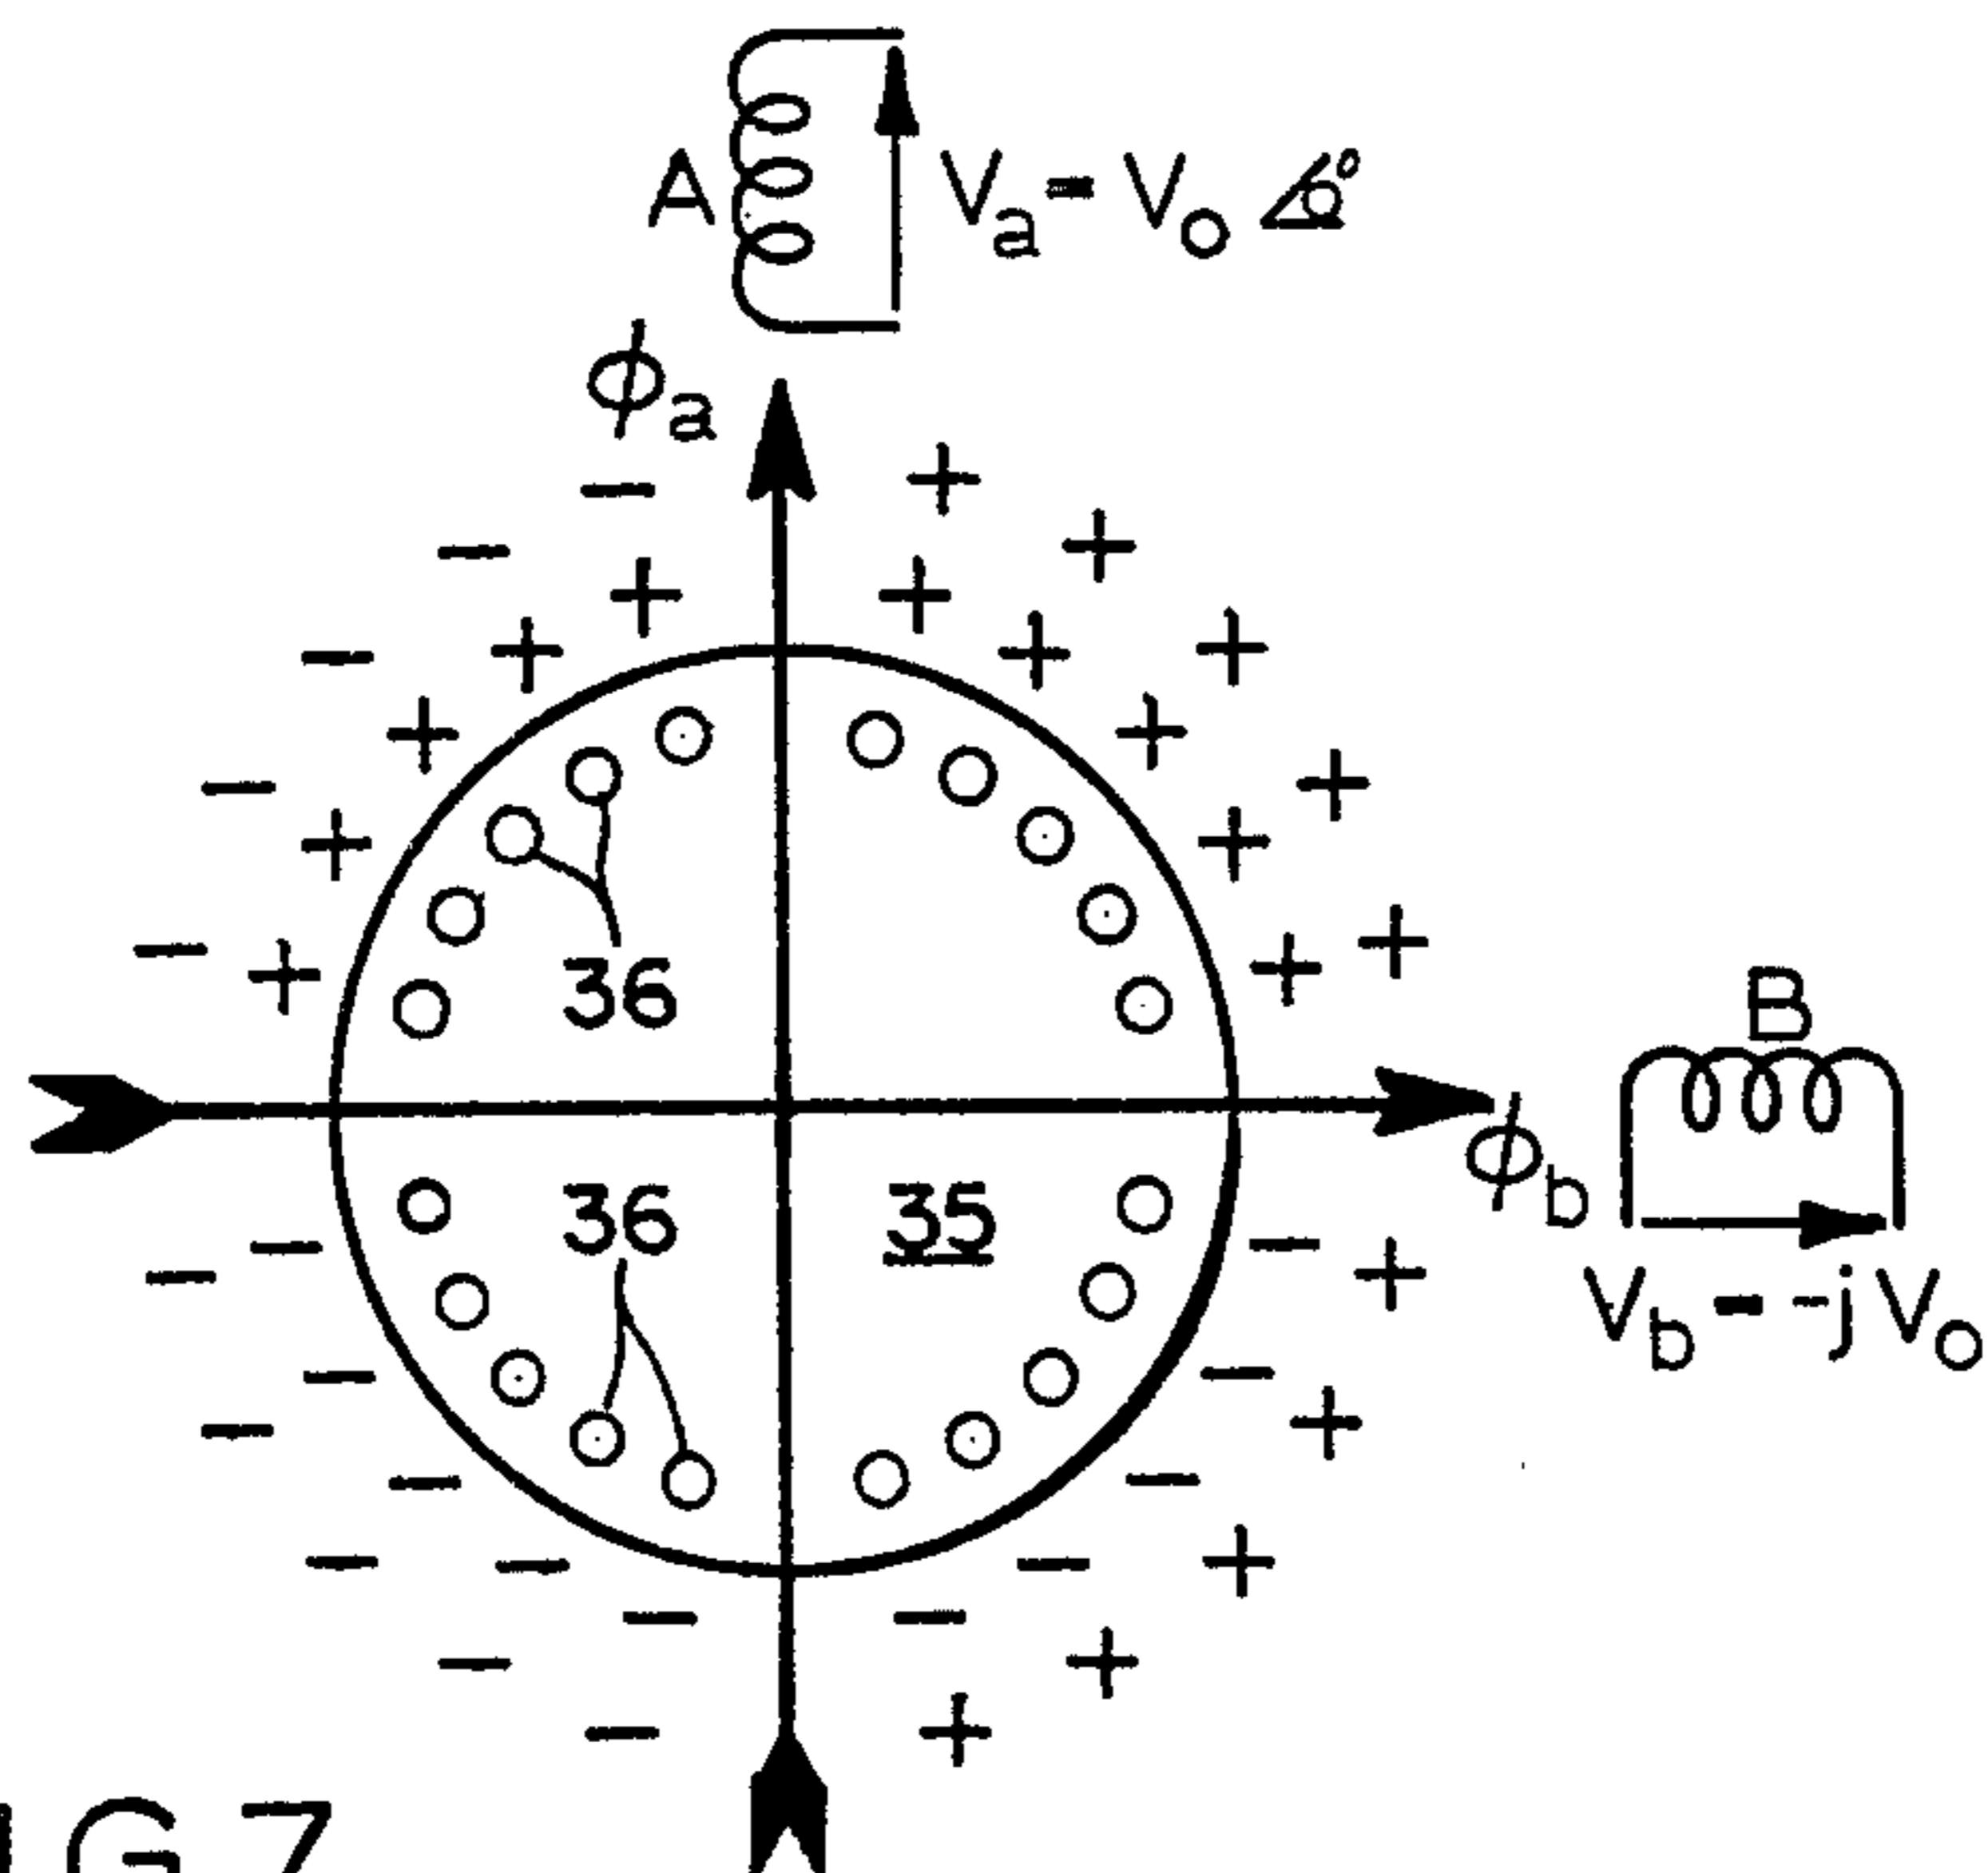 A
Va = Vo ∠0°
ϕa
− +
− +
+ +
− + + +
+ +
− +
+ +
− +
+ +
36
B
ϕb
36 35
− −
− +
Vb = -jVo
− −
− +
− −
− − − +
− −
− +
− +
IG 7